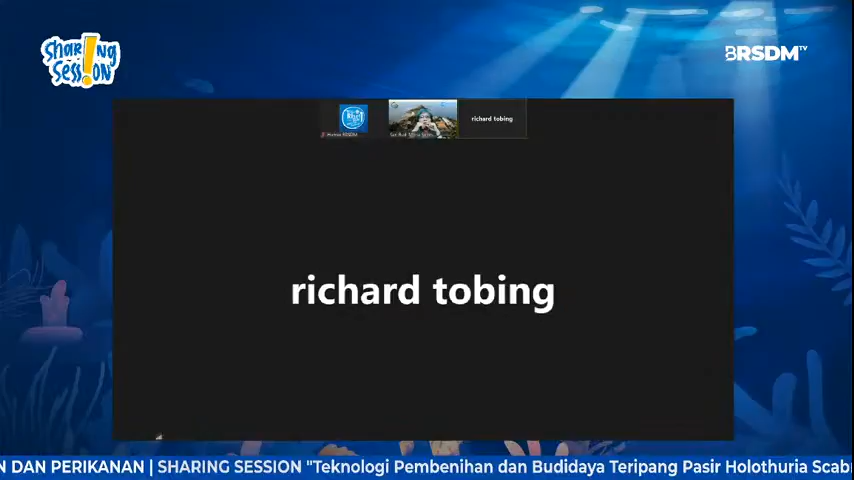 Sharing
Session
BRSDM TV
richard tobing
richard tobing
N DAN PERIKANAN | SHARING SESSION "Teknologi Pembenihan dan Budidaya Teripang Pasir Holothuria Scab